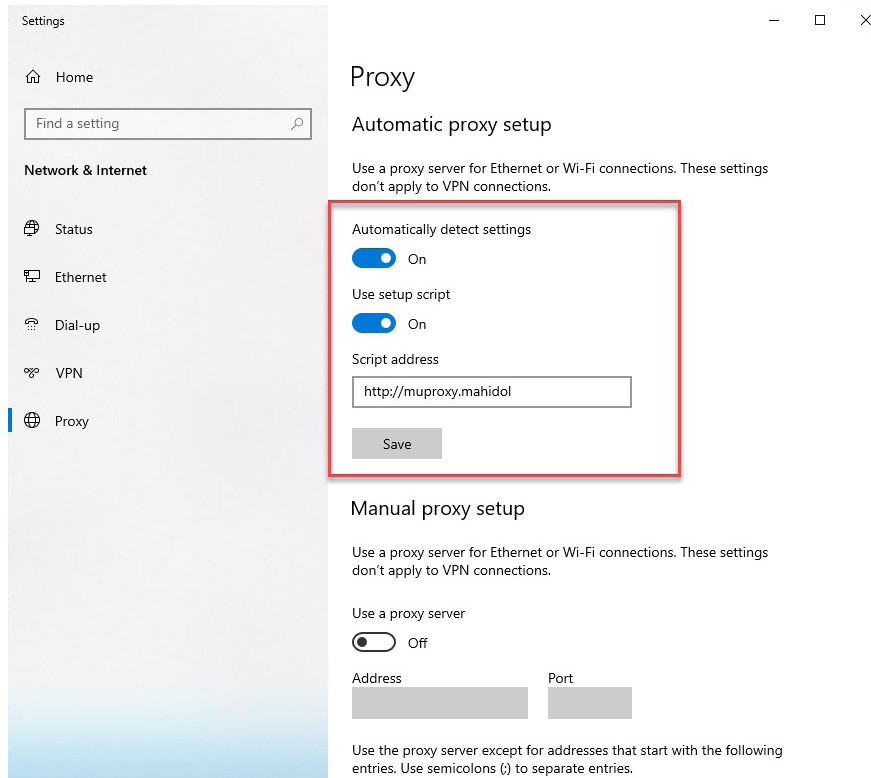 Settings
Home
Find a setting
Network & Internet
Status
Ethernet
Dial-up
VPN
Proxy
Proxy
Automatic proxy setup
Use a proxy server for Ethernet or Wi-Fi connections. These settings
don't apply to VPN connections.
Automatically detect settings
On
Use setup script
On
Script address
http://muproxy.mahidol
Save
Manual proxy setup
Use a proxy server for Ethernet or Wi-Fi connections. These settings
don't apply to VPN connections.
Use a proxy server
Off
Address Port
Use the proxy server except for addresses that start with the following
entries. Use semicolons (;) to separate entries.